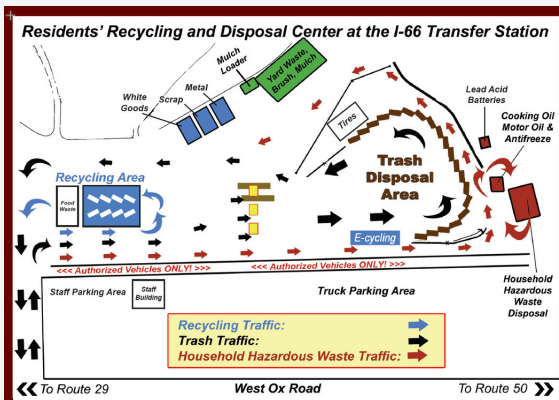 Residents' Recycling and Disposal Center at the I-66 Transfer Station
Mulch
Loader
Yard Waste,
Brush, Mulch
Metal
Scrap
White
Goods
Tires
Lead Acid
Batteries
Cooking Oil
Motor Oil &
Antifreeze
Recycling Area
Trash
Disposal
Area
Food
Waste
E-cycling
Household
Hazardous
Waste
Disposal
<<< Authorized Vehicles ONLY! >>>
<<< Authorized Vehicles ONLY! >>>
Staff Parking Area
Staff
Building
Truck Parking Area
Recycling Traffic:
Trash Traffic:
Household Hazardous Waste Traffic:
To Route 29
West Ox Road
To Route 50